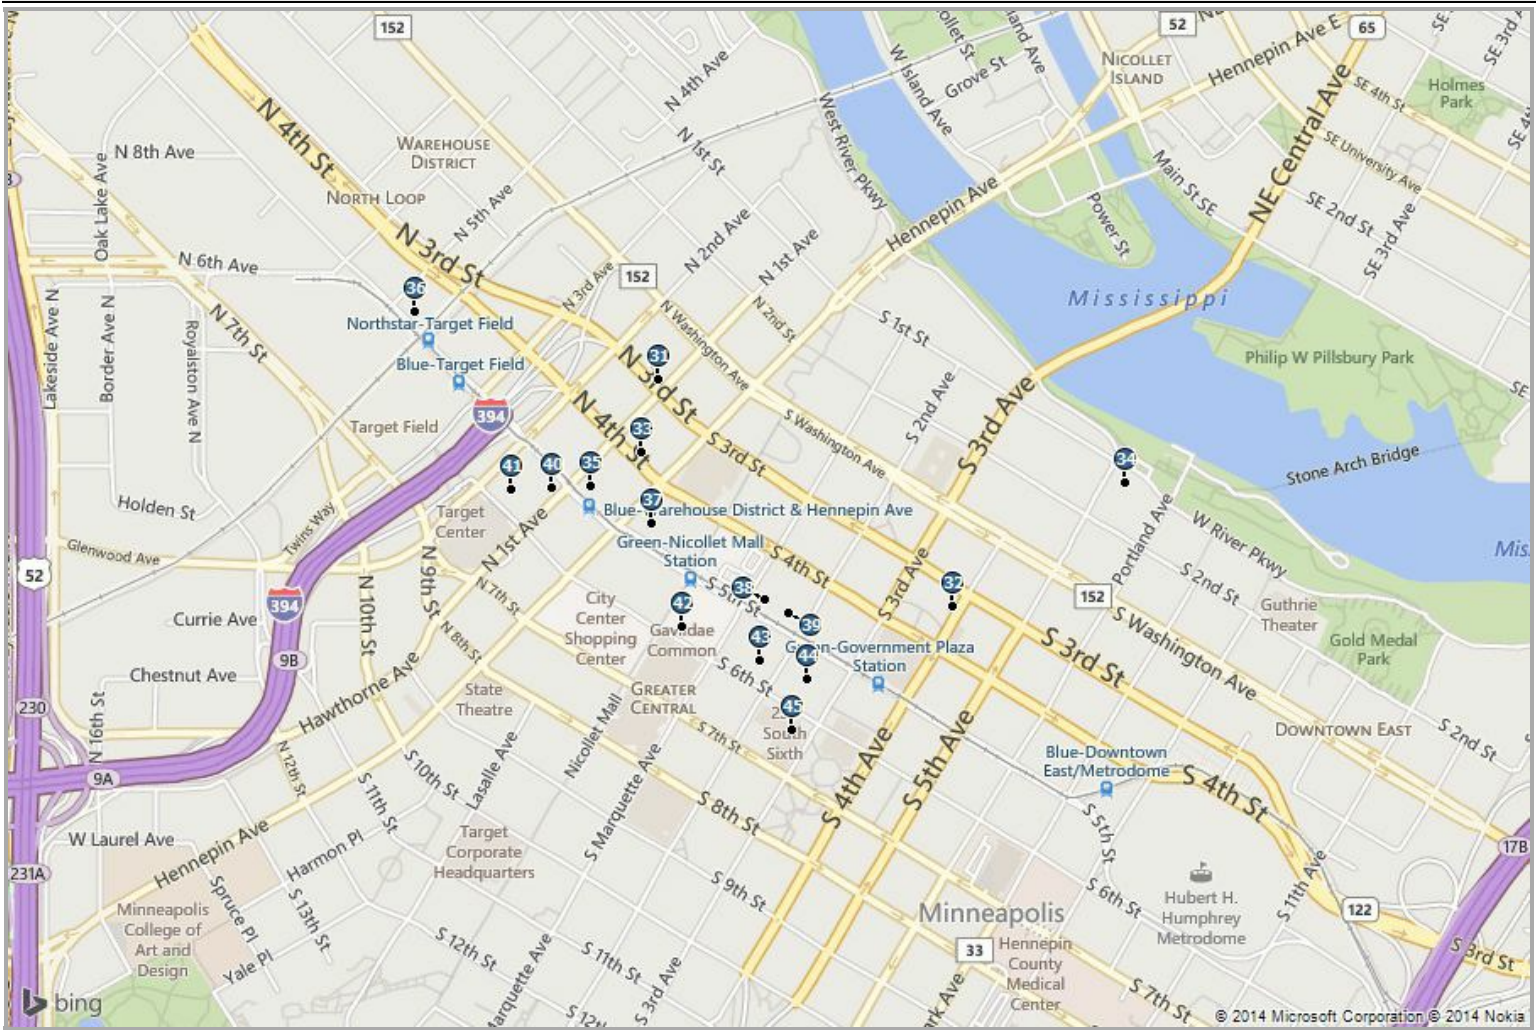 152
52
65
NICOLLET
ISLAND
Hennepin Ave E
Grove St
W Island Ave
N 4th Ave
Holmes
Park
SE 4th St
NE Central Ave
SE University Ave
N 4th St
WAREHOUSE
DISTRICT
N 8th Ave
N 1st St
West River Pkwy
Main St SE
Oak Lake Ave
NORTH LOOP
N 5th Ave
Power St
SE 2nd St
SE 3rd Ave
Hennepin Ave
N 2nd Ave
N 1st Ave
N 3rd St
N 6th Ave
N 3rd Ave
152
36
Mississippi
N 2nd St
N Washington Ave
S 1st St
Northstar-Target Field
Lakeside Ave N
Border Ave N
Royalston Ave N
N 7th St
31
Blue-Target Field
Philip W Pillsbury Park
N 3rd St
394
Target Field
N 4th St
33
S 2nd Ave
S 3rd Ave
S Washington Ave
S 3rd St
41
40
35
34
Stone Arch Bridge
37
Holden St
Target
Center
Twins Way
N 1st Ave
Blue-Warehouse District & Hennepin Ave
Green-Nicollet Mall
Station
Portland Ave
W River Pkwy
Glenwood Ave
52
N 10th St
N 9th St
N 7th St
S 4th St
S 3rd Ave
32
152
S 2nd St
394
38
S 5th St
42
City
Center
Shopping
Center
Gavidae
Common
39
43
44
Green-Government Plaza
Station
Guthrie
Theater
Gold Medal
Park
S Washington Ave
S 3rd St
Currie Ave
9B
N 8th St
Chestnut Ave
Hawthorne Ave
S 6th St
State
Theatre
GREATER
CENTRAL
45
South
Sixth
230
N 16th St
S 7th St
Nicollet Mall
DOWNTOWN EAST
S 2nd St
Blue-Downtown
East/Metrodome
S 4th Ave
S 5th Ave
9A
N 12th St
S 10th St
Lasalle Ave
S Marquette Ave
S 8th St
S 4th St
S 11th St
W Laurel Ave
Hennepin Ave
Harmon Pl
Target
Corporate
Headquarters
S 5th St
17B
231A
Spruce Pl
S 13th St
S 9th St
S 6th St
Hubert H.
Humphrey
Metrodome
S 11th Ave
122
Minneapolis
College of
Art and
Design
Minneapolis
33
Hennepin
County
Medical
Center
S 12th St
S 11th St
S 3rd St
Yale Pl
Marquette Ave
S 3rd Ave
S 7th St
bing
© 2014 Microsoft Corporation © 2014 Nokia